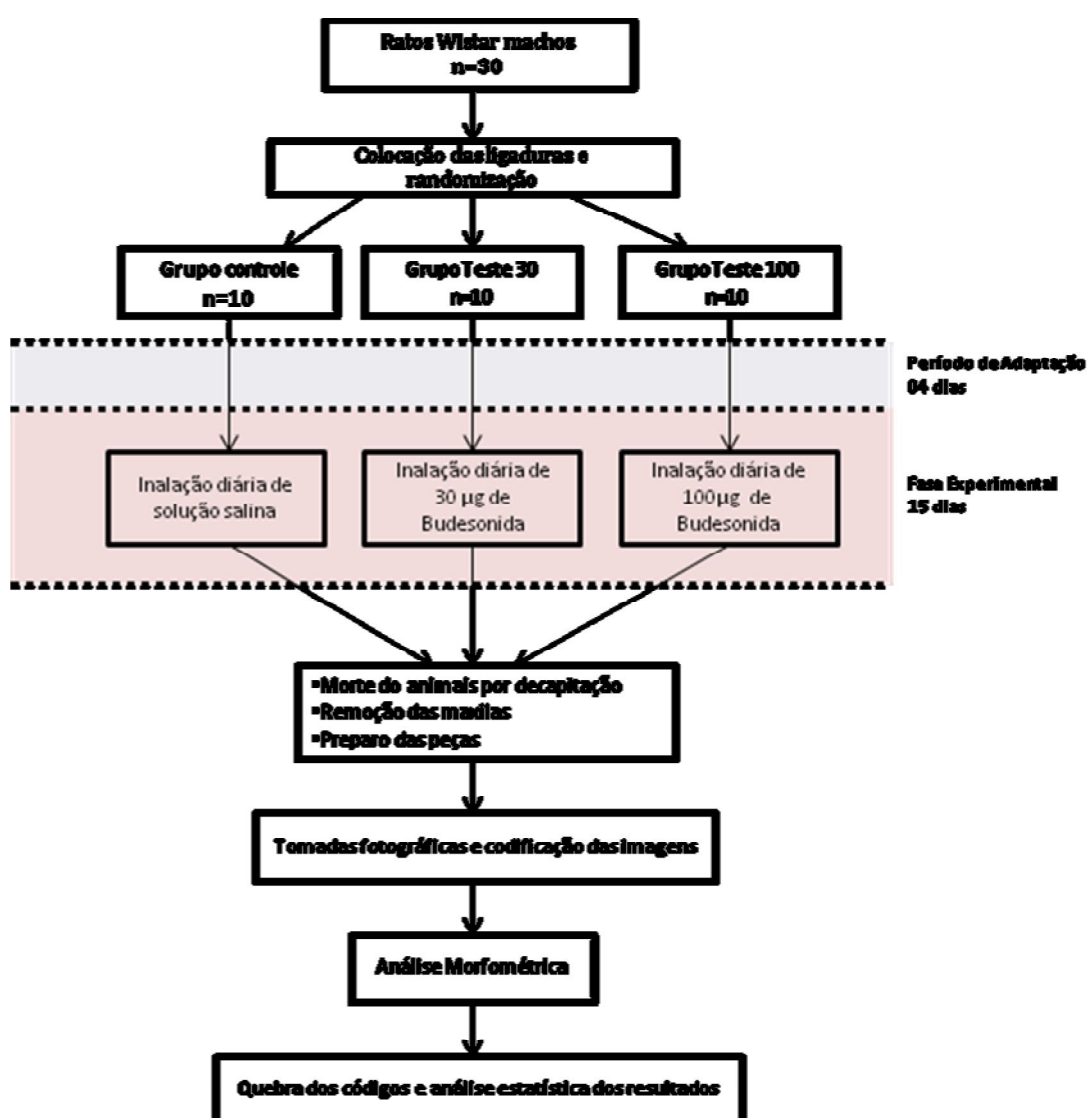 Ratos Wistar machos
n=30
Colocação das ligaduras e
randomização
Grupo controle
n=10
Grupo Teste 30
n=10
Grupo Teste 100
n=10
Período de Adaptação
04 dias
Inalação diária de
solução salina
Inalação diária de
30 µg de
Budesonida
Inalação diária de
100µg de
Budesonida
Fase Experimental
15 dias
▪Morte do animais por decapitação
▪Remoção das maxilas
▪Preparo das peças
Tomadas fotográficas e codificação das imagens
Análise Morfométrica
Quebra dos códigos e análise estatística dos resultados